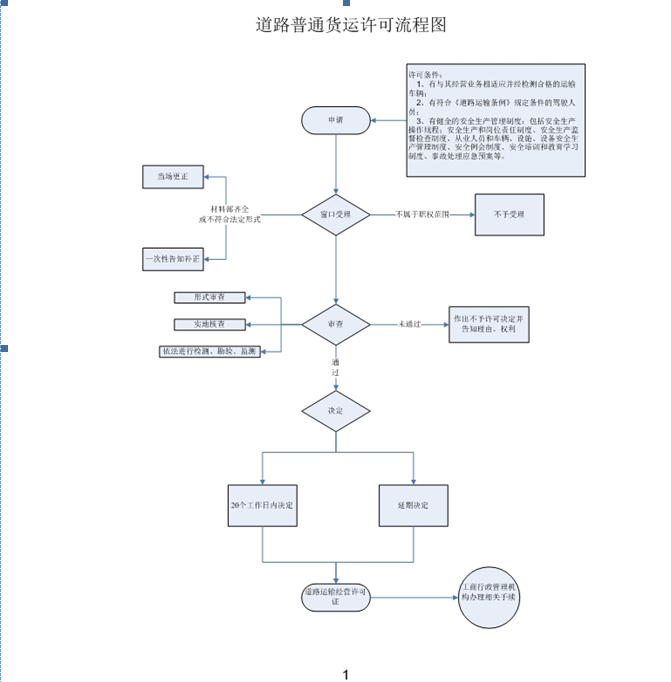 道路普通货运许可流程图
许可条件：
1、有与其经营业务相适应并经检测合格的运输
车辆；
2、有符合《道路运输条例》规定条件的驾驶人
员；
3、有健全的安全生产管理制度：包括安全生产
操作规程；安全生产和岗位责任制度、安全生产监
督检查制度、从业人员和车辆、设施、设备安全生
产管理制度、安全例会制度、安全培训和教育学习
制度、事故处理应急预案等。
申请
当场更正
材料部齐全
或不符合法定形式
窗口受理
不属于职权范围
不予受理
一次性告知补正
形式审查
实地核查
依法进行检测、勘验、监测
审查
未通过
作出不予许可决定并
告知理由、权利
通
过
决定
20个工作日内决定
延期决定
道路运输经营许可
证
工商行政管理机
构办理相关手续
1